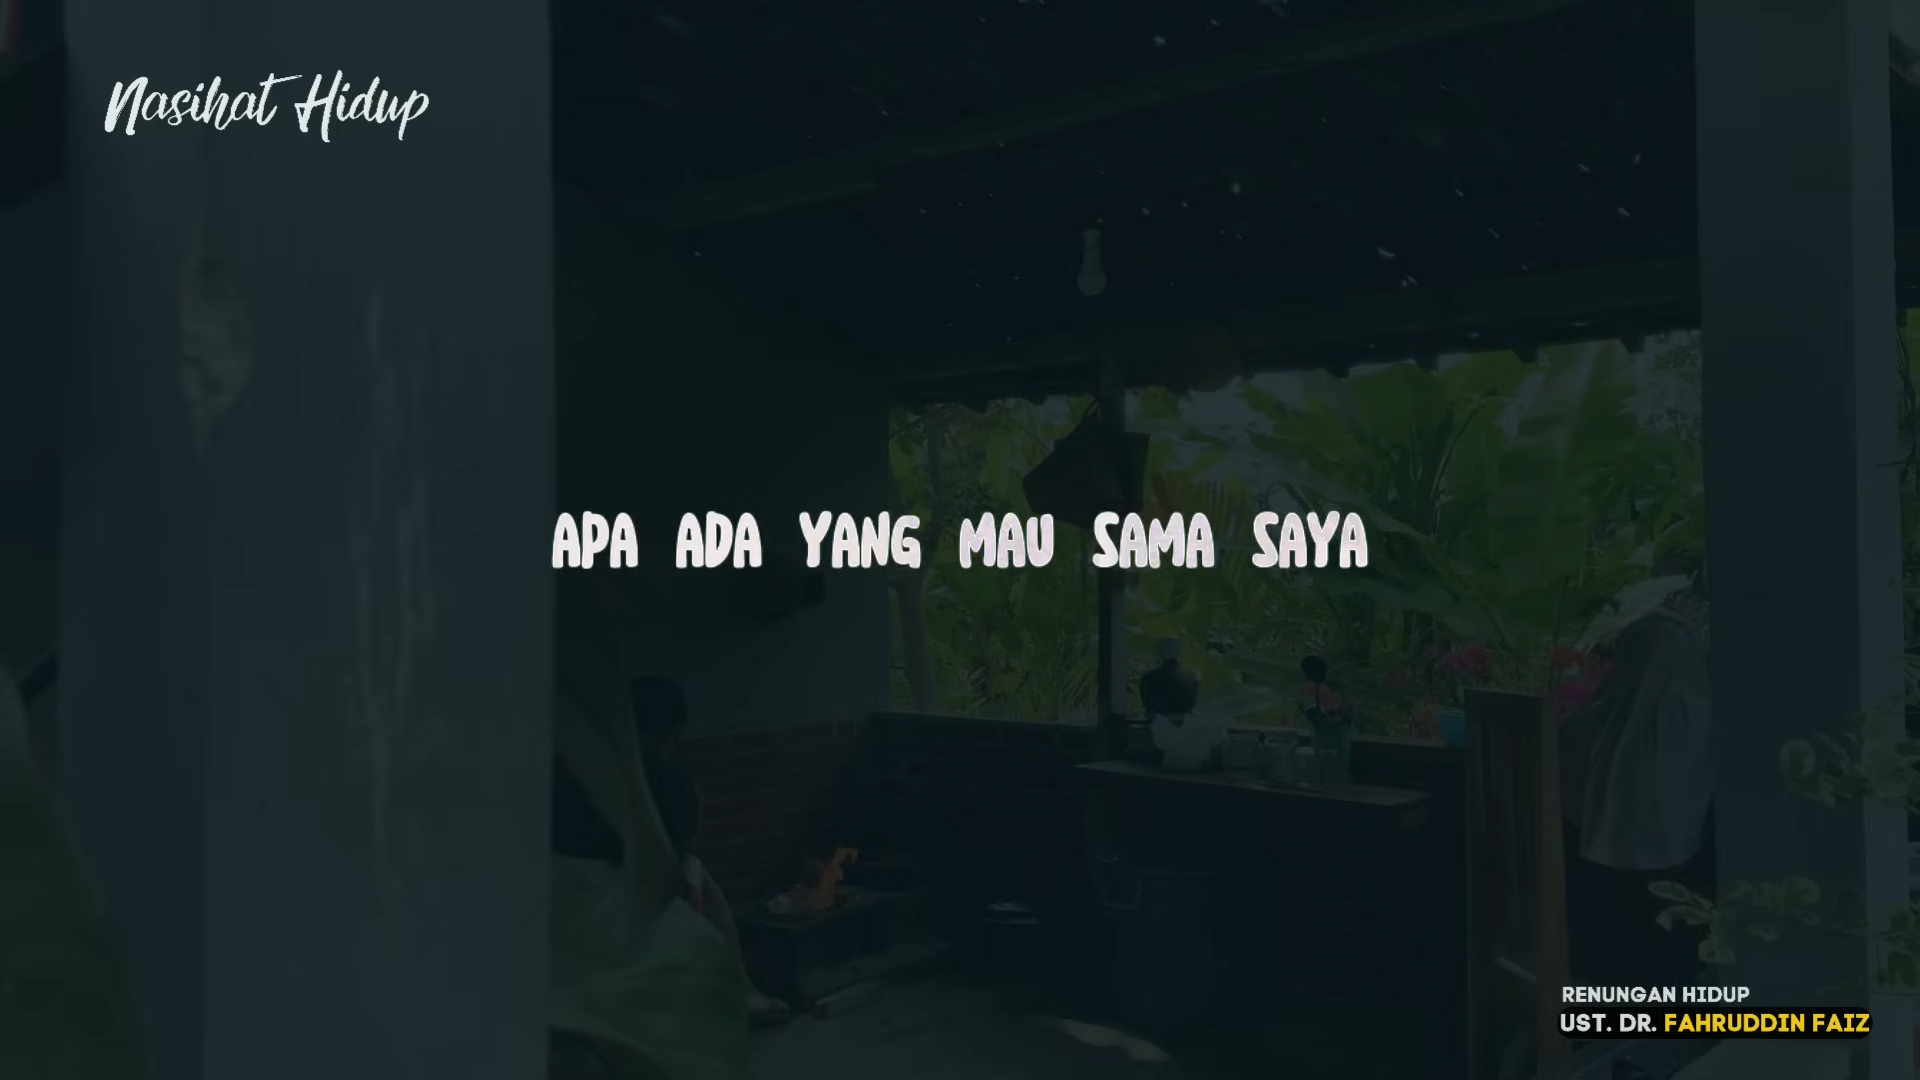 Nasihat Hidup
APA ADA YANG MAU SAMA SAYA
RENUNGAN HIDUP
UST. DR. FAHRUDDIN FAIZ